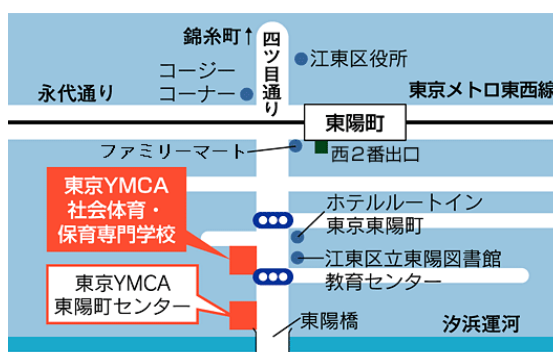 錦糸町↑
四ツ目通り
江東区役所
コージー
コーナー
永代通り
東京メトロ東西線
東陽町
ファミリーマート
西2番出口
東京YMCA
社会体育・
保育専門学校
ホテルルートイン
東京東陽町
江東区立東陽図書館
教育センター
東京YMCA
東陽町センター
東陽橋
汐浜運河